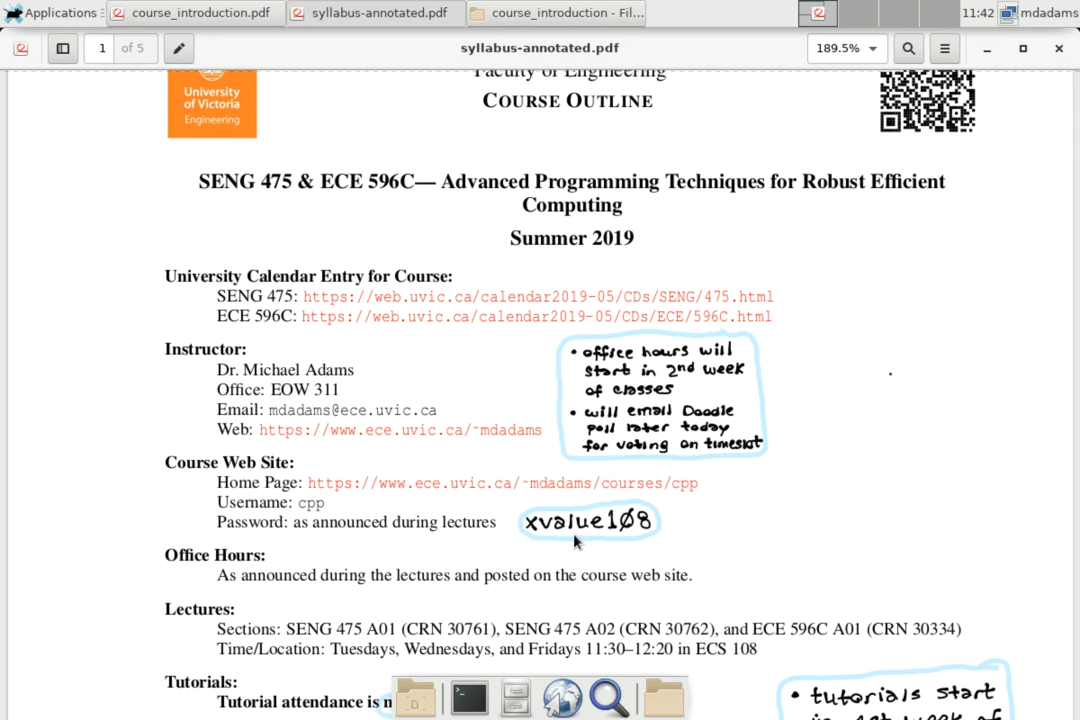 Applications
course_introduction.pdf
syllabus-annotated.pdf
course_introduction - Fil...
11:42
mdadams
1 of 5
syllabus-annotated.pdf
189.5%
Faculty of Engineering
University
of Victoria
Engineering
COURSE OUTLINE
SENG 475 & ECE 596C— Advanced Programming Techniques for Robust Efficient
Computing
Summer 2019
University Calendar Entry for Course:
SENG 475: https://web.uvic.ca/calendar2019-05/CDs/SENG/475.html
ECE 596C: https://web.uvic.ca/calendar2019-05/CDs/ECE/596C.html
Instructor:
Dr. Michael Adams
Office: EOW 311
Email: mdadams@ece.uvic.ca
Web: https://www.ece.uvic.ca/~mdadams
• office hours will
start in 2nd week
of classes
• will email Doodle
poll later today
for voting on timeslot
Course Web Site:
Home Page: https://www.ece.uvic.ca/~mdadams/courses/cpp
Username: cpp
Password: as announced during lectures xvalue1Ø8
Office Hours:
As announced during the lectures and posted on the course web site.
Lectures:
Sections: SENG 475 A01 (CRN 30761), SENG 475 A02 (CRN 30762), and ECE 596C A01 (CRN 30334)
Time/Location: Tuesdays, Wednesdays, and Fridays 11:30–12:20 in ECS 108
Tutorials:
Tutorial attendance is
• tutorials start